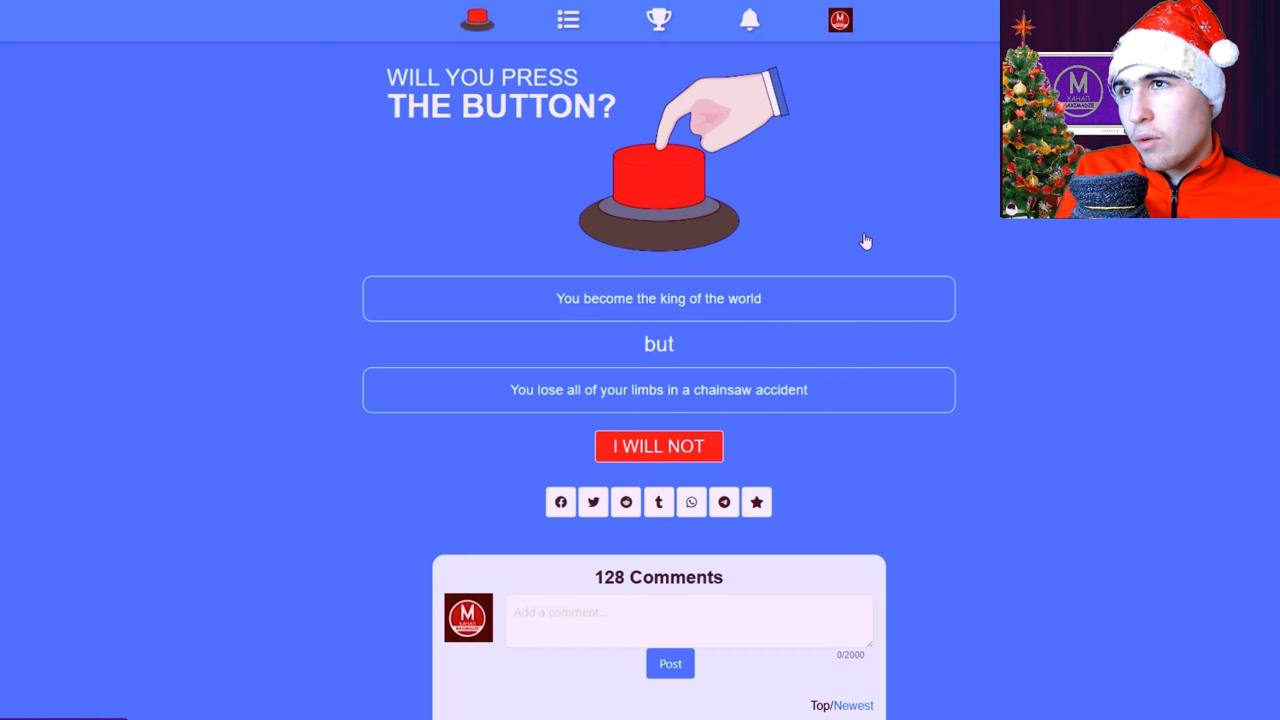 WILL YOU PRESS
THE BUTTON?
M
КАНАЛ
You become the king of the world
but
You lose all of your limbs in a chainsaw accident
I WILL NOT
128 Comments
Add a comment...
M
0/2000
Post
Top/Newest